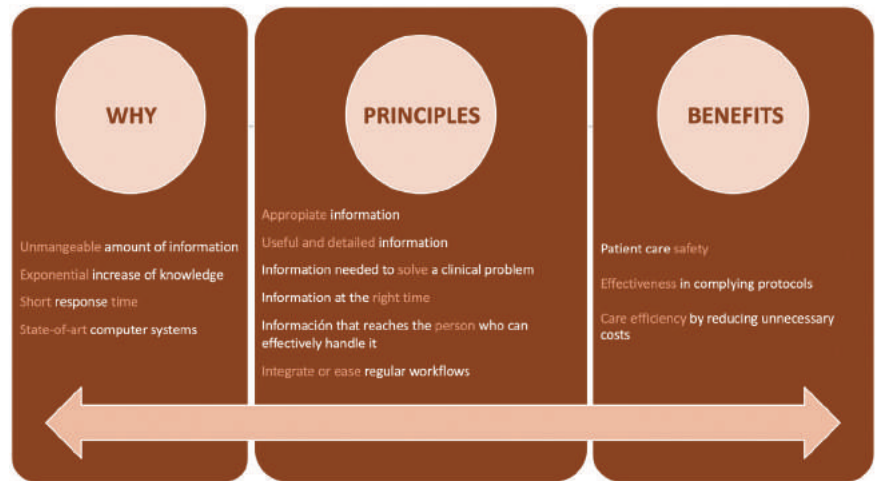 WHY
Unmangeable amount of information
Exponential increase of knowledge
Short response time
State-of-art computer systems
PRINCIPLES
Appropiate information
Useful and detailed information
Information needed to solve a clinical problem
Information at the right time
Información that reaches the person who can
effectively handle it
Integrate or ease regular workflows
BENEFITS
Patient care safety
Effectiveness in complying protocols
Care efficiency by reducing unnecessary
costs